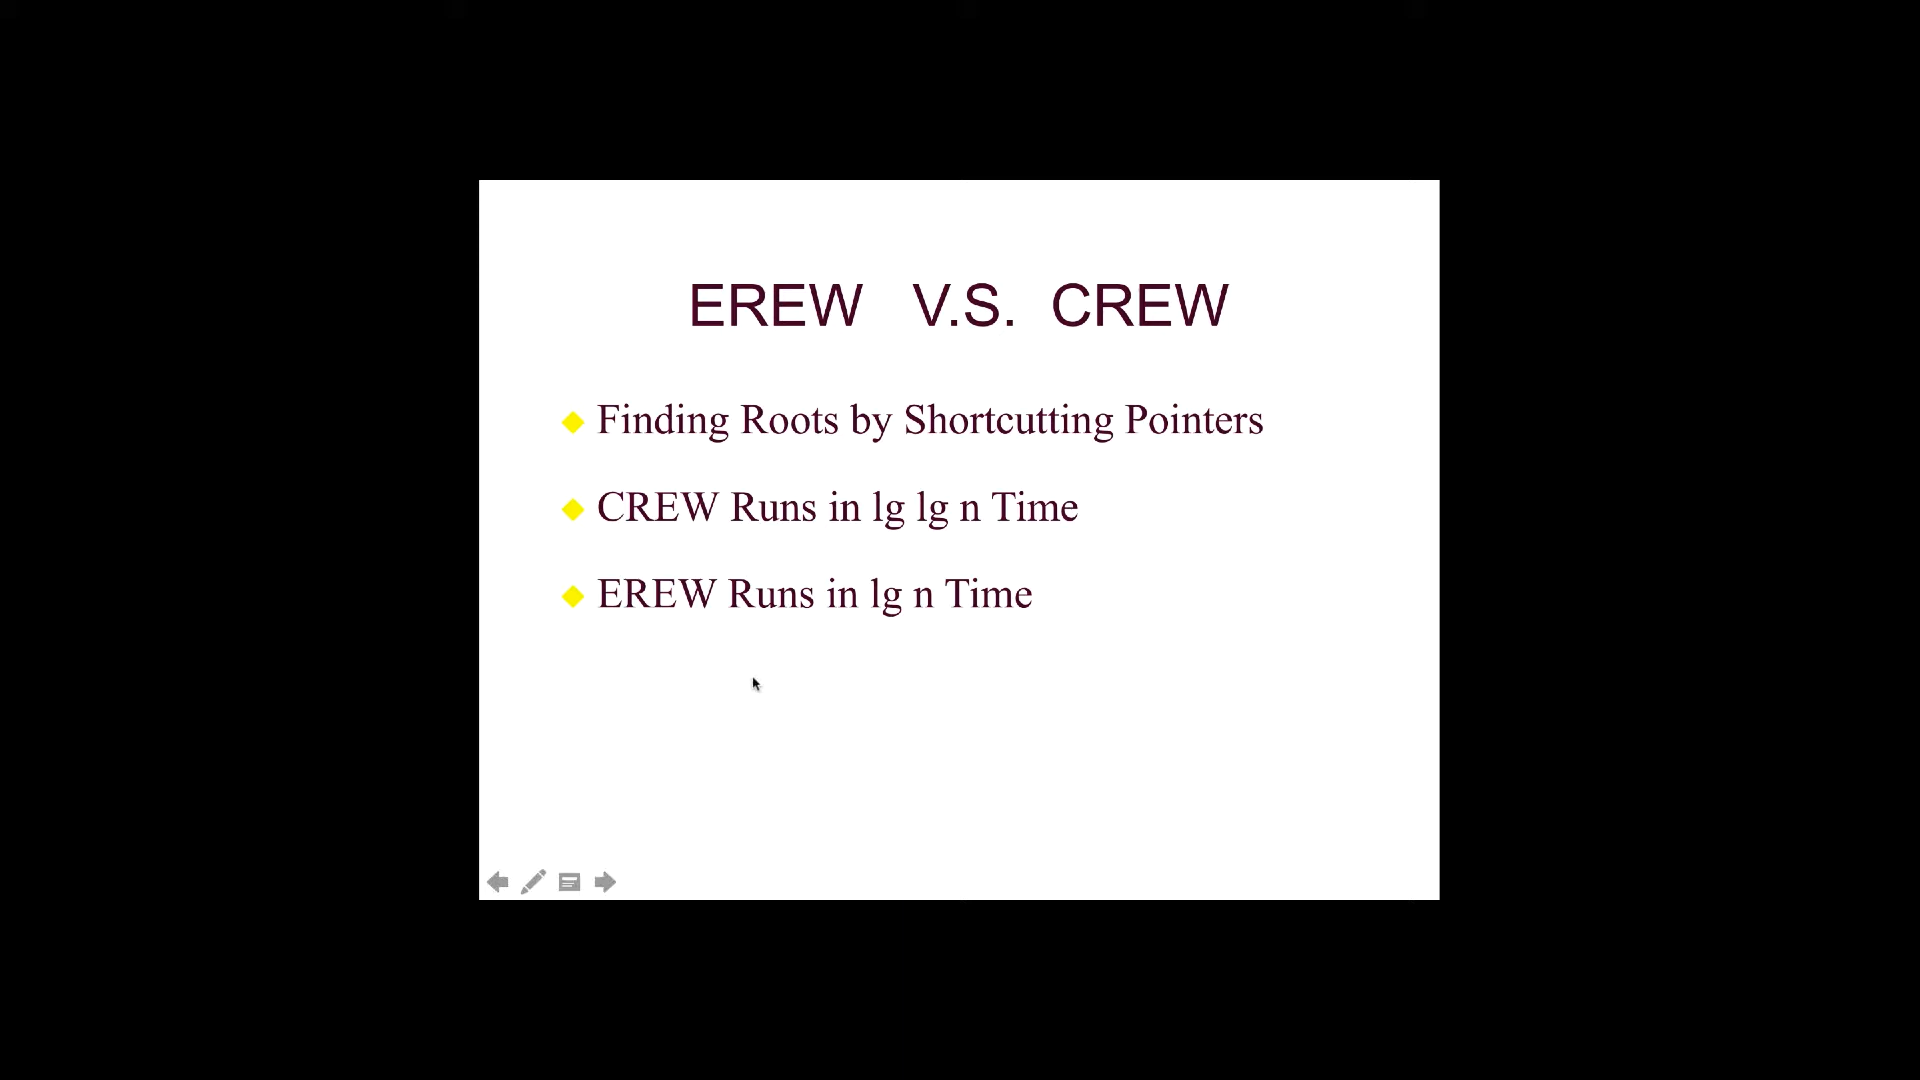 EREW V.S. CREW
Finding Roots by Shortcutting Pointers
CREW Runs in lg lg n Time
EREW Runs in lg n Time